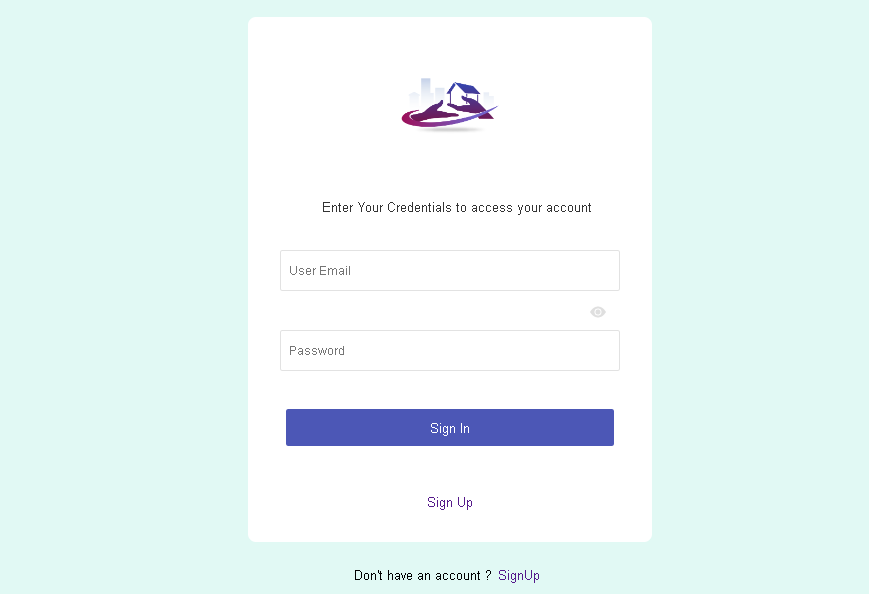 Enter Your Credentials to access your account
User Email
Password
Sign In
Sign Up
Don't have an account ? SignUp